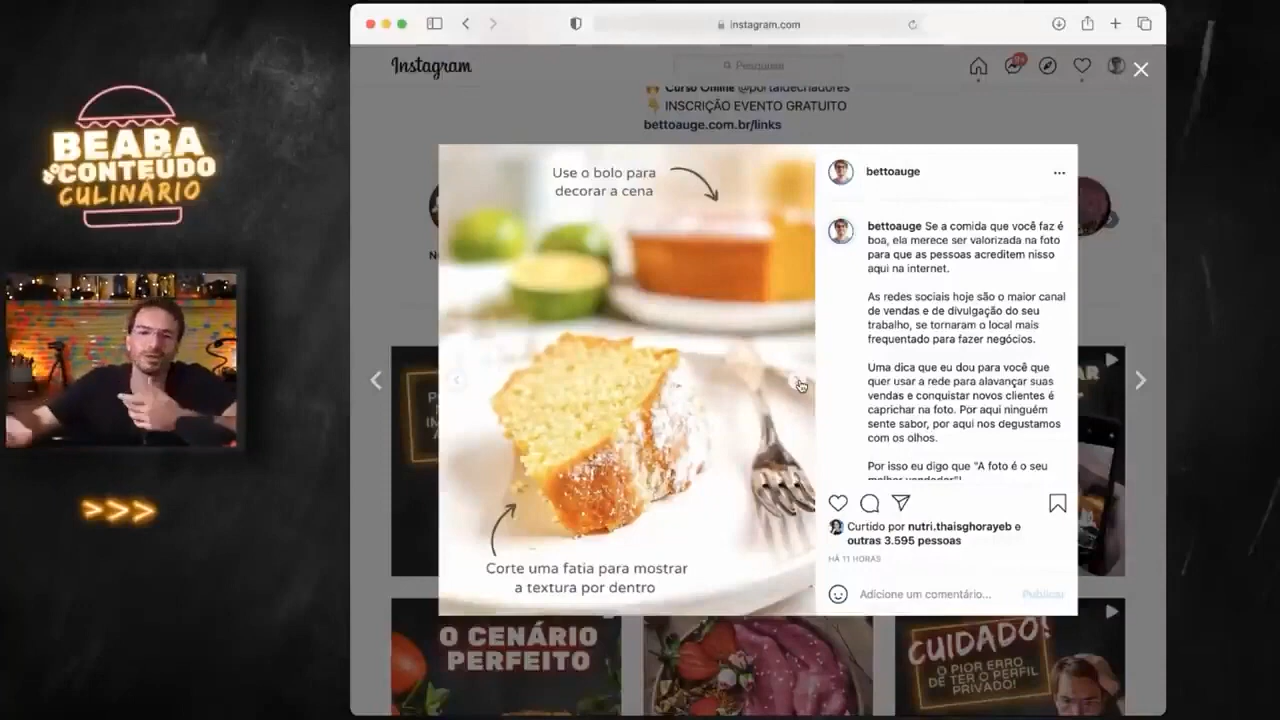 instagram.com
Instagram
Pesquisar
9+
Curso Online @portaldecriadores
INSCRIÇÃO EVENTO GRATUITO
bettoauge.com.br/links
BEABA
do CONTEÚDO
CULINÁRIO
>>>
Use o bolo para
decorar a cena
Corte uma fatia para mostrar
a textura por dentro
bettoauge
bettoauge Se a comida que você faz é
boa, ela merece ser valorizada na foto
para que as pessoas acreditem nisso
aqui na internet.
As redes sociais hoje são o maior canal
de vendas e de divulgação do seu
trabalho, se tornaram o local mais
frequentado para fazer negócios.
Uma dica que eu dou para você que
quer usar a rede para alavançar suas
vendas e conquistar novos clientes é
caprichar na foto. Por aqui ninguém
sente sabor, por aqui nos degustamos
com os olhos.
Por isso eu digo que "A foto é o seu
melhor vendedor"!
Curtido por nutri.thaisghorayeb e
outras 3.595 pessoas
HÁ 11 HORAS
Adicione um comentário...
Publicar
O CENÁRIO
PERFEITO
CUIDADO!
O PIOR ERRO
DE TER O PERFIL
PRIVADO!